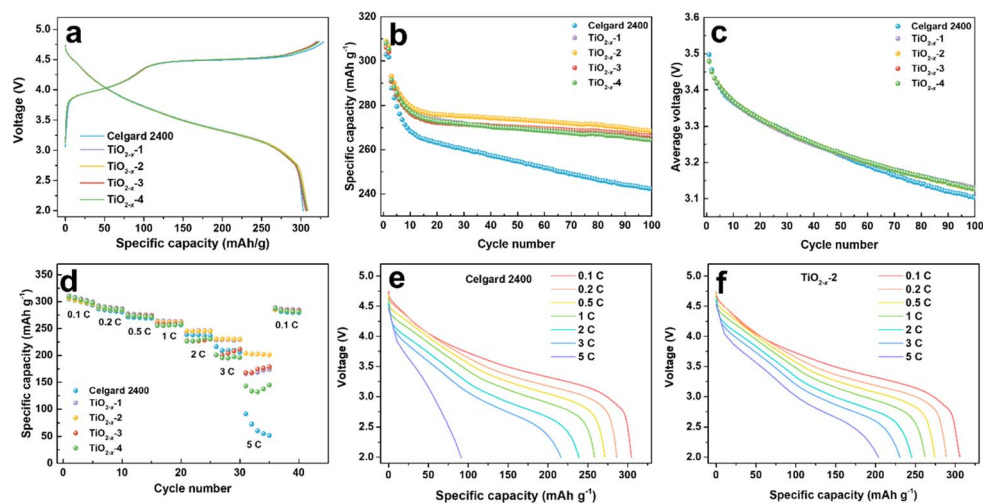 a
Voltage (V)
5.0
4.5
4.0
3.5
3.0
2.5
2.0
Celgard 2400
TiO2-x-1
TiO2-x-2
TiO2-x-3
TiO2-x-4
0 50 100 150 200 250 300
Specific capacity (mAh/g)
b
Specific capacity (mAh g-1)
320
300
280
260
240
Celgard 2400
TiO2-x-1
TiO2-x-2
TiO2-x-3
TiO2-x-4
0 10 20 30 40 50 60 70 80 90 100
Cycle number
c
Average voltage (V)
3.6
3.5
3.4
3.3
3.2
3.1
Celgard 2400
TiO2-x-1
TiO2-x-2
TiO2-x-3
TiO2-x-4
0 10 20 30 40 50 60 70 80 90 100
Cycle number
d
Specific capacity (mAh g-1)
350
300
250
200
150
100
50
0
0.1 C
0.2 C
0.5 C
1 C
2 C
3 C
5 C
0.1 C
Celgard 2400
TiO2-x-1
TiO2-x-2
TiO2-x-3
TiO2-x-4
0 10 20 30 40
Cycle number
e
Celgard 2400
Voltage (V)
5.0
4.5
4.0
3.5
3.0
2.5
2.0
0.1 C
0.2 C
0.5 C
1 C
2 C
3 C
5 C
0 50 100 150 200 250 300
Specific capacity (mAh g-1)
f
TiO2-x-2
Voltage (V)
5.0
4.5
4.0
3.5
3.0
2.5
2.0
0.1 C
0.2 C
0.5 C
1 C
2 C
3 C
5 C
0 50 100 150 200 250 300
Specific capacity (mAh g-1)